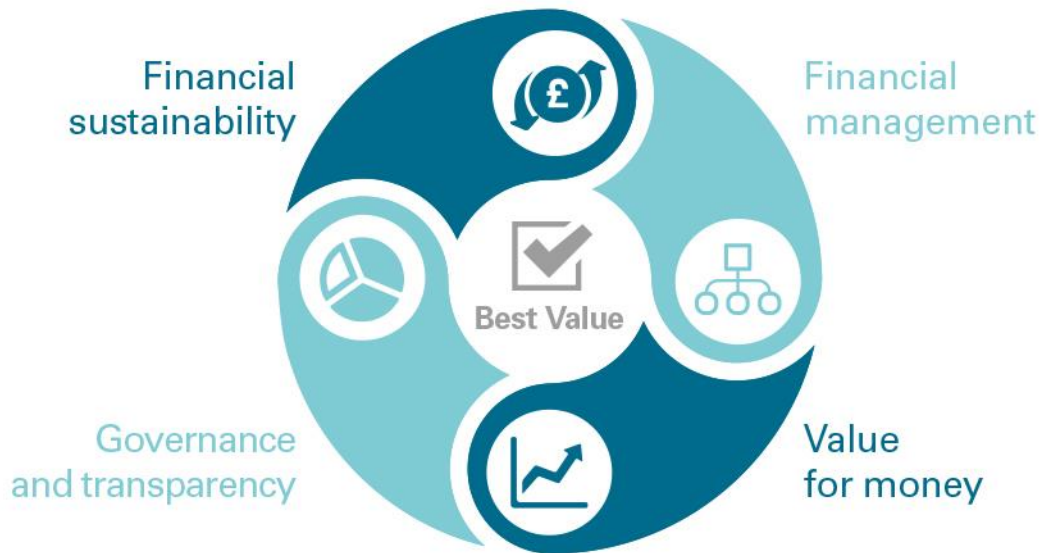 Financial
sustainability
Financial
management
£
Best Value
Governance
and transparency
Value
for money